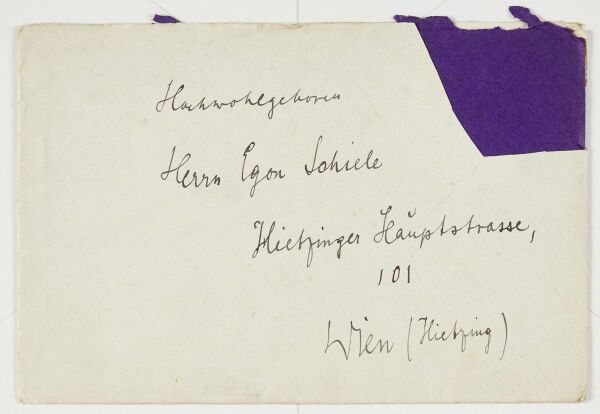 Hochwohlgeboren
Herrn Egon Schiele
Hietzinger Hauptstrasse,
101
Wien (Hietzing)